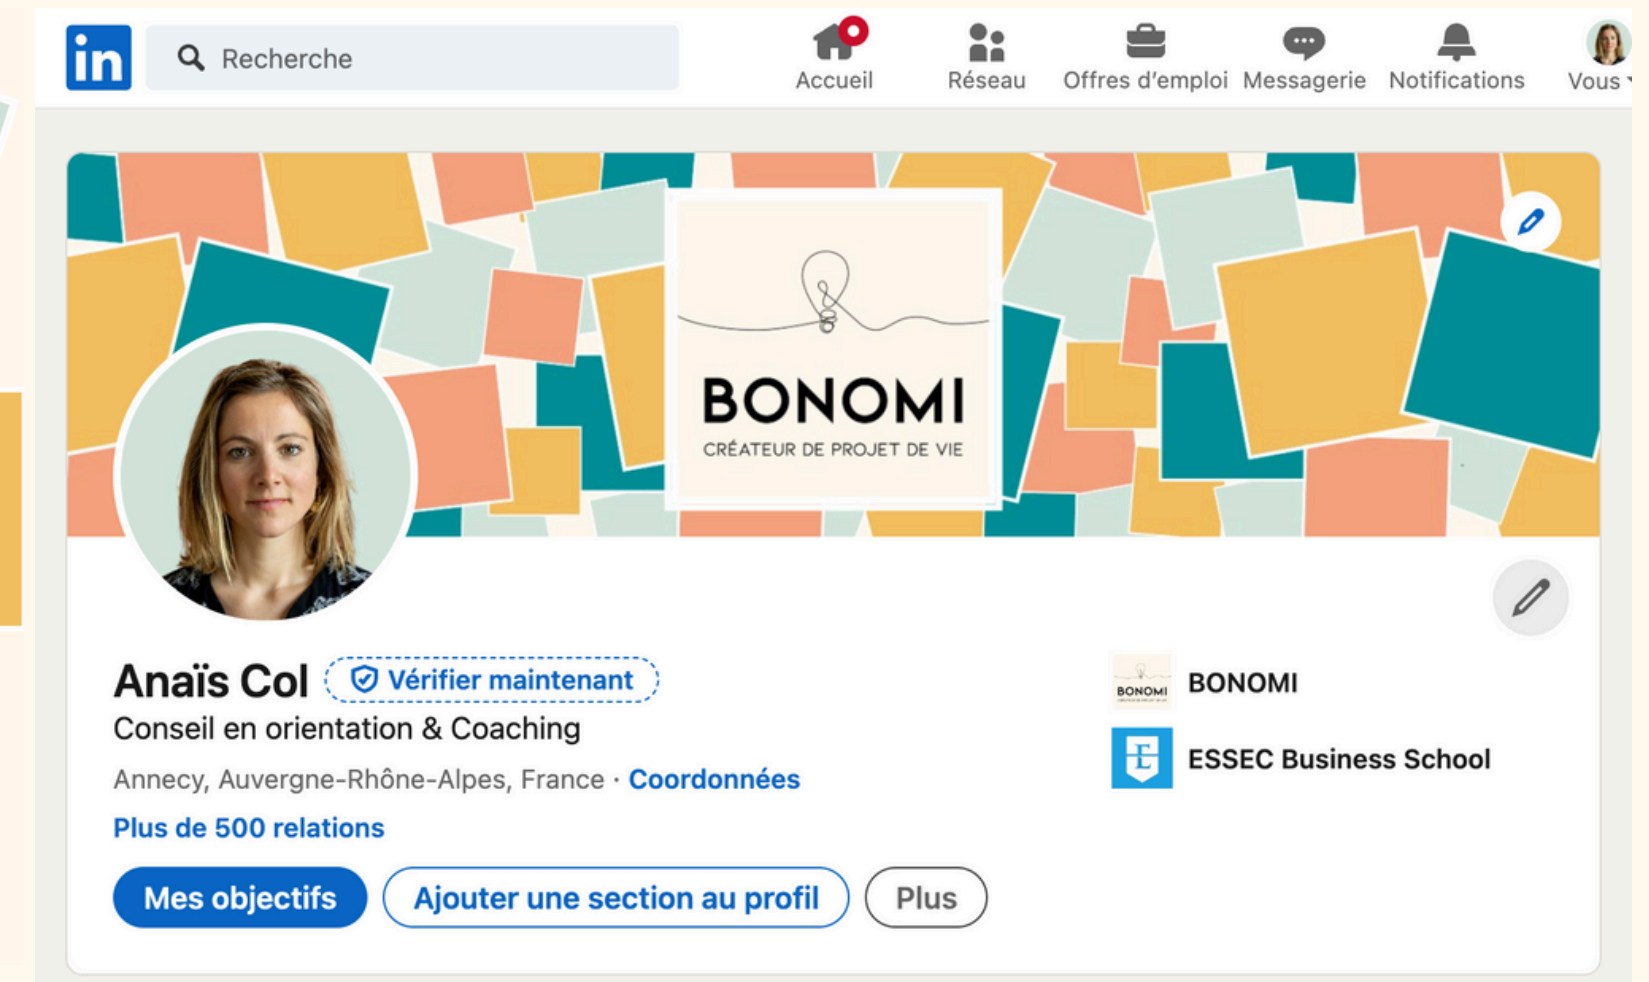 in
Recherche
Accueil
Réseau
Offres d'emploi
Messagerie
Notifications
Vous
BONOMI
CRÉATEUR DE PROJET DE VIE
Anaïs Col
Vérifier maintenant
Conseil en orientation & Coaching
Annecy, Auvergne-Rhône-Alpes, France · Coordonnées
Plus de 500 relations
Mes objectifs
Ajouter une section au profil
Plus
BONOMI
BONOMI
E
ESSEC Business School